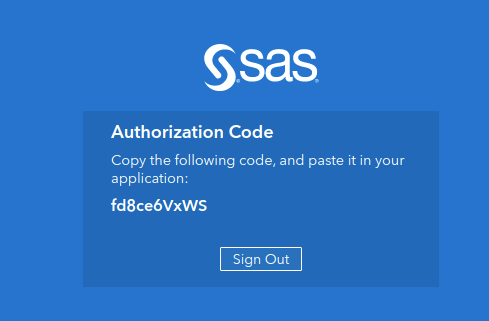 sas
Authorization Code
Copy the following code, and paste it in your
application:
fd8ce6VxWS
Sign Out